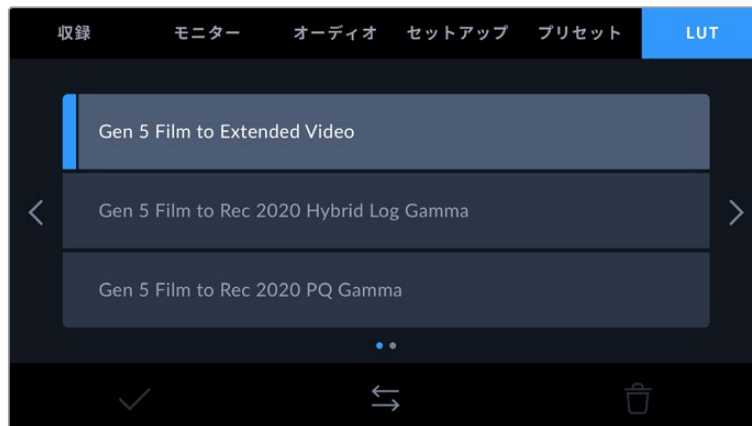 収録 モニター オーディオ セットアップ プリセット LUT
Gen 5 Film to Extended Video
Gen 5 Film to Rec 2020 Hybrid Log Gamma
Gen 5 Film to Rec 2020 PQ Gamma